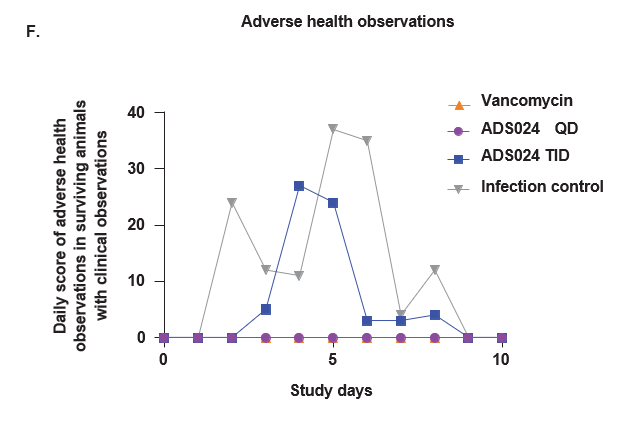 F.
Adverse health observations
Daily score of adverse health
observations in surviving animals
with clinical observations
40
30
20
10
0
0
5
10
Study days
Vancomycin
ADS024 QD
ADS024 TID
Infection control